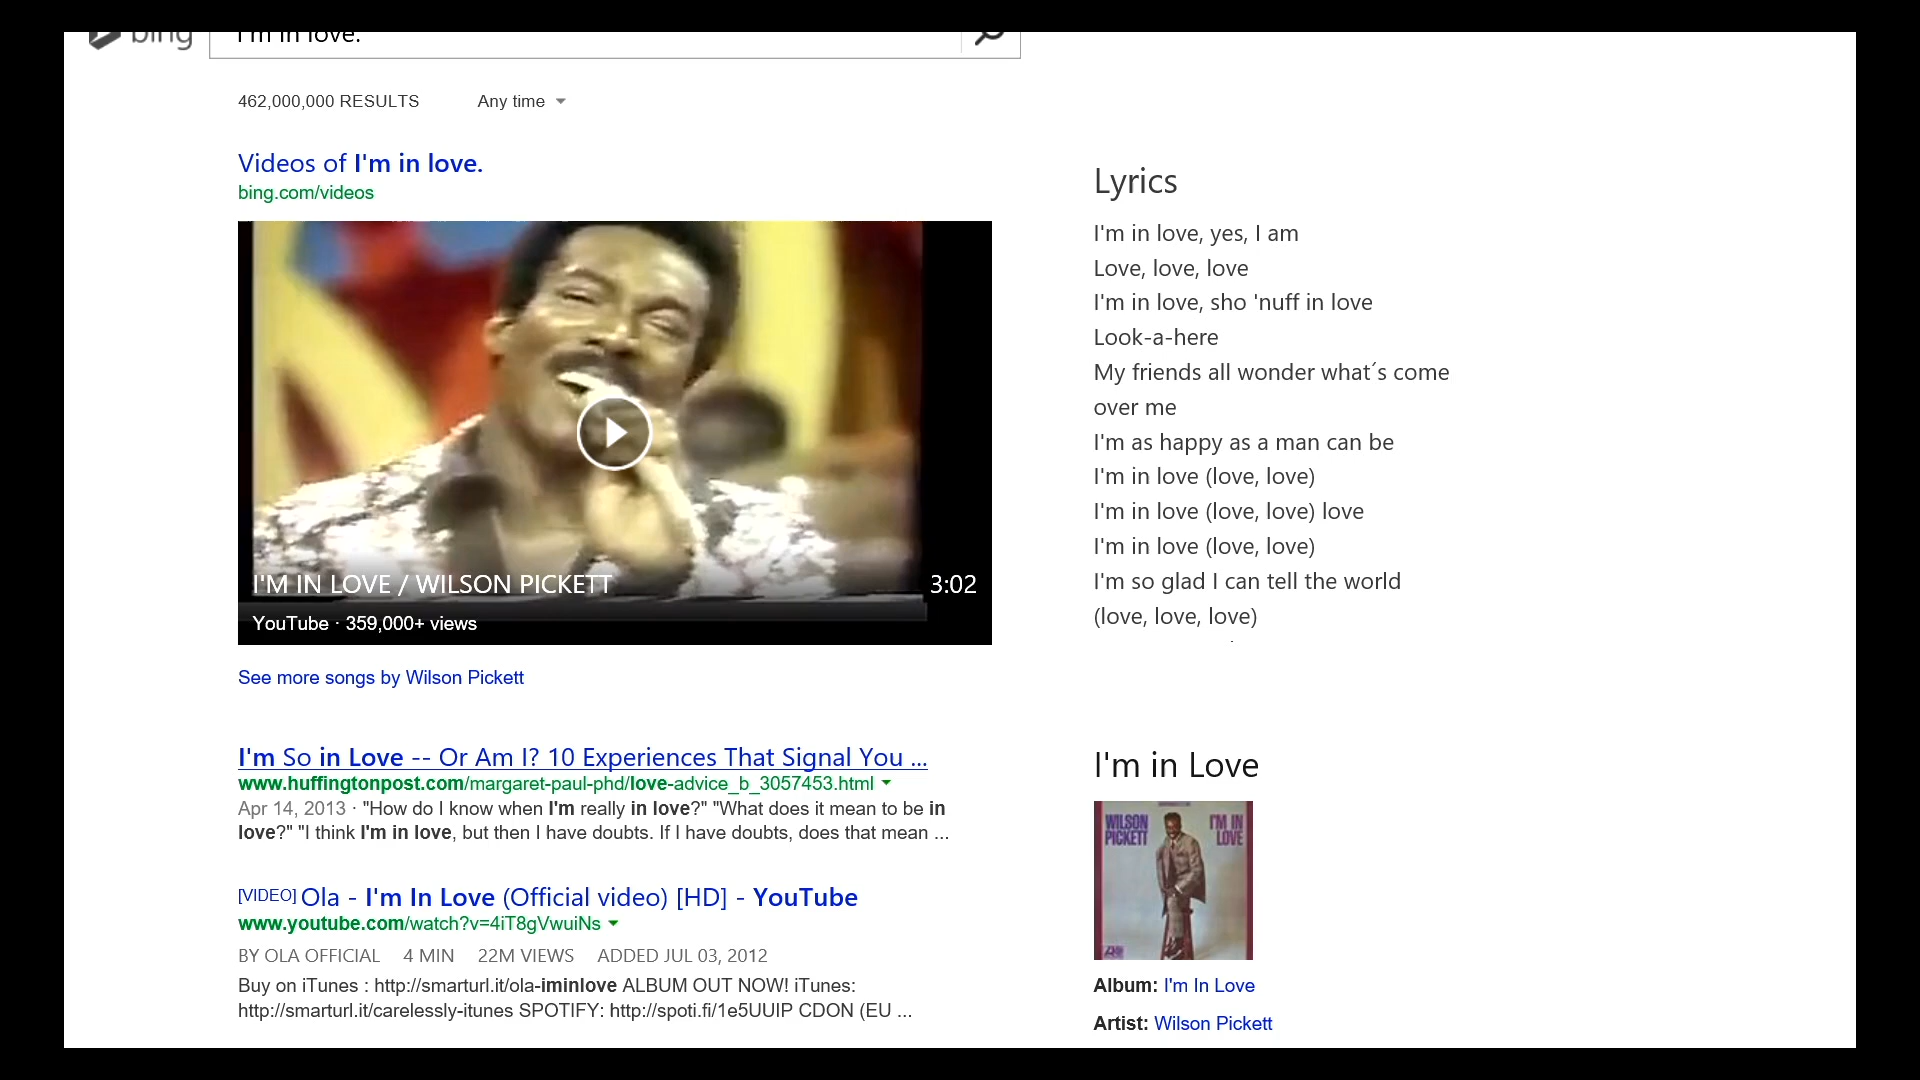 bing
I'm in love.
462,000,000 RESULTS Any time
Videos of I'm in love.
bing.com/videos
I'M IN LOVE / WILSON PICKETT 3:02
YouTube · 359,000+ views
See more songs by Wilson Pickett
I'm So in Love -- Or Am I? 10 Experiences That Signal You ...
www.huffingtonpost.com/margaret-paul-phd/love-advice_b_3057453.html
Apr 14, 2013 · "How do I know when I'm really in love?" "What does it mean to be in
love?" "I think I'm in love, but then I have doubts. If I have doubts, does that mean ...
[VIDEO] Ola - I'm In Love (Official video) [HD] - YouTube
www.youtube.com/watch?v=4iT8gVwuiNs
BY OLA OFFICIAL 4 MIN 22M VIEWS ADDED JUL 03, 2012
Buy on iTunes : http://smarturl.it/ola-iminlove ALBUM OUT NOW! iTunes:
http://smarturl.it/carelessly-itunes SPOTIFY: http://spoti.fi/1e5UUIP CDON (EU ...
Lyrics
I'm in love, yes, I am
Love, love, love
I'm in love, sho 'nuff in love
Look-a-here
My friends all wonder what´s come
over me
I'm as happy as a man can be
I'm in love (love, love)
I'm in love (love, love) love
I'm in love (love, love)
I'm so glad I can tell the world
(love, love, love)
I'm in Love
WILSON I'M IN
PICKETT LOVE
Album: I'm In Love
Artist: Wilson Pickett